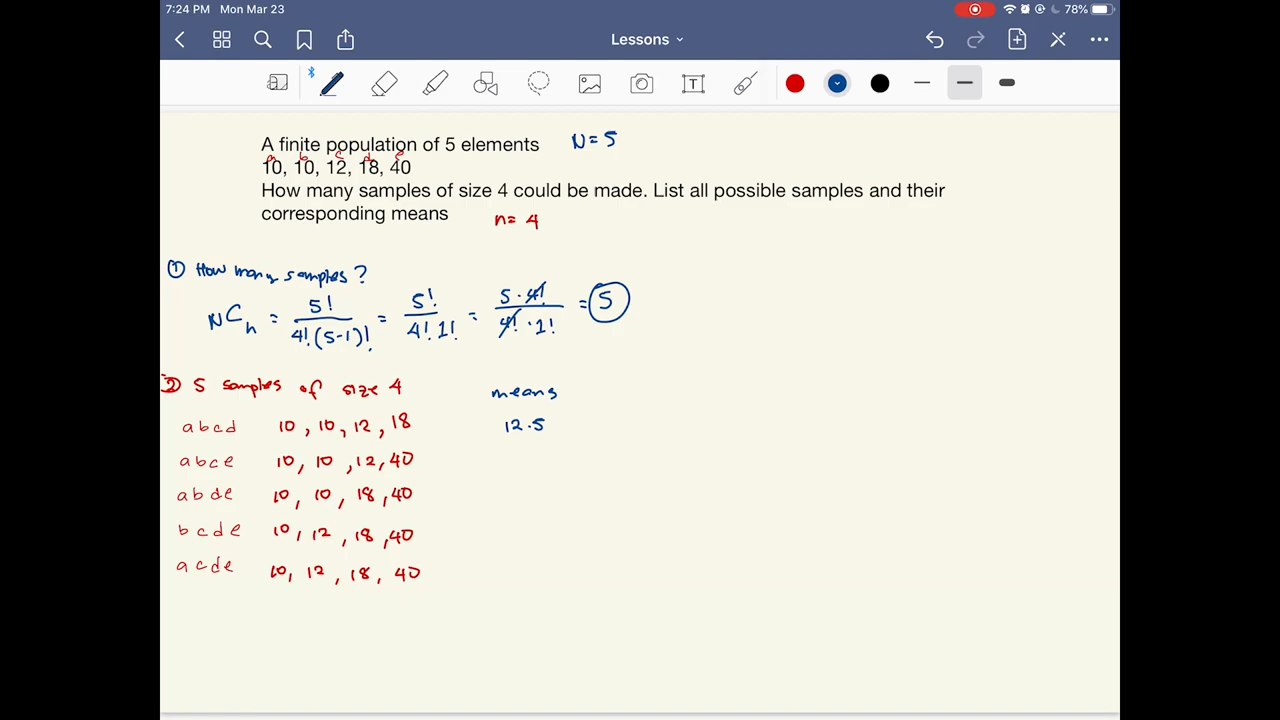 7:24 PM Mon Mar 23 78%
Lessons
T
A finite population of 5 elements N = 5
a b c d e
10, 10, 12, 18, 40
How many samples of size 4 could be made. List all possible samples and their
corresponding means n = 4
① How many samples?
NCn = 5! / 4!(5-1)! = 5! / 4! 1! = 5 · 4! / 4! · 1! = 5
② 5 samples of size 4 means
abcd 10, 10, 12, 18 12.5
abce 10, 10, 12, 40
abde 10, 10, 18, 40
bcde 10, 12, 18, 40
acde 10, 12, 18, 40